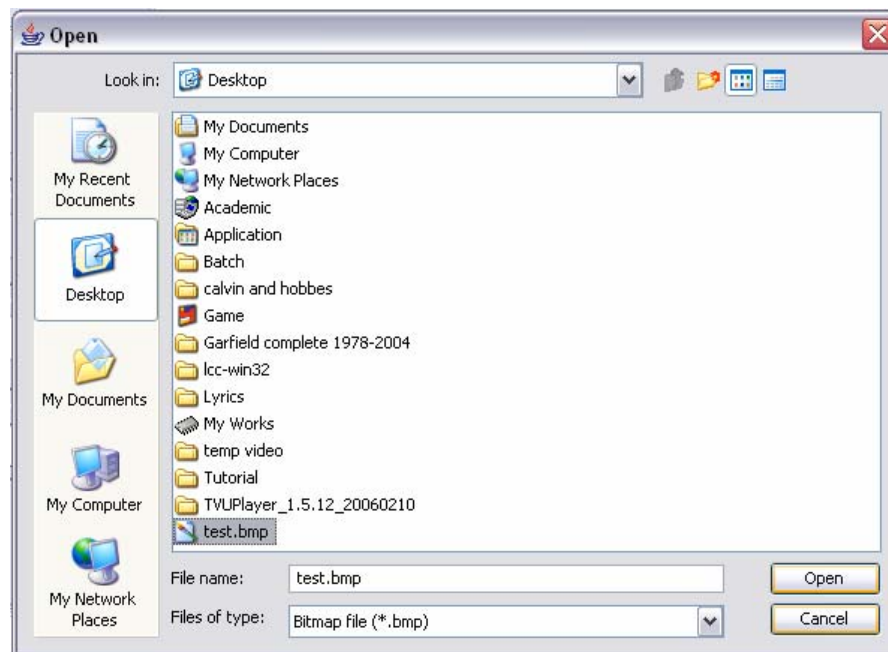 Open
Look in: Desktop
My Recent
Documents
Desktop
My Documents
My Computer
My Network
Places
My Documents
My Computer
My Network Places
Academic
Application
Batch
calvin and hobbes
Game
Garfield complete 1978-2004
lcc-win32
Lyrics
My Works
temp video
Tutorial
TVUPlayer_1.5.12_20060210
test.bmp
File name: test.bmp Open
Files of type: Bitmap file (*.bmp) Cancel